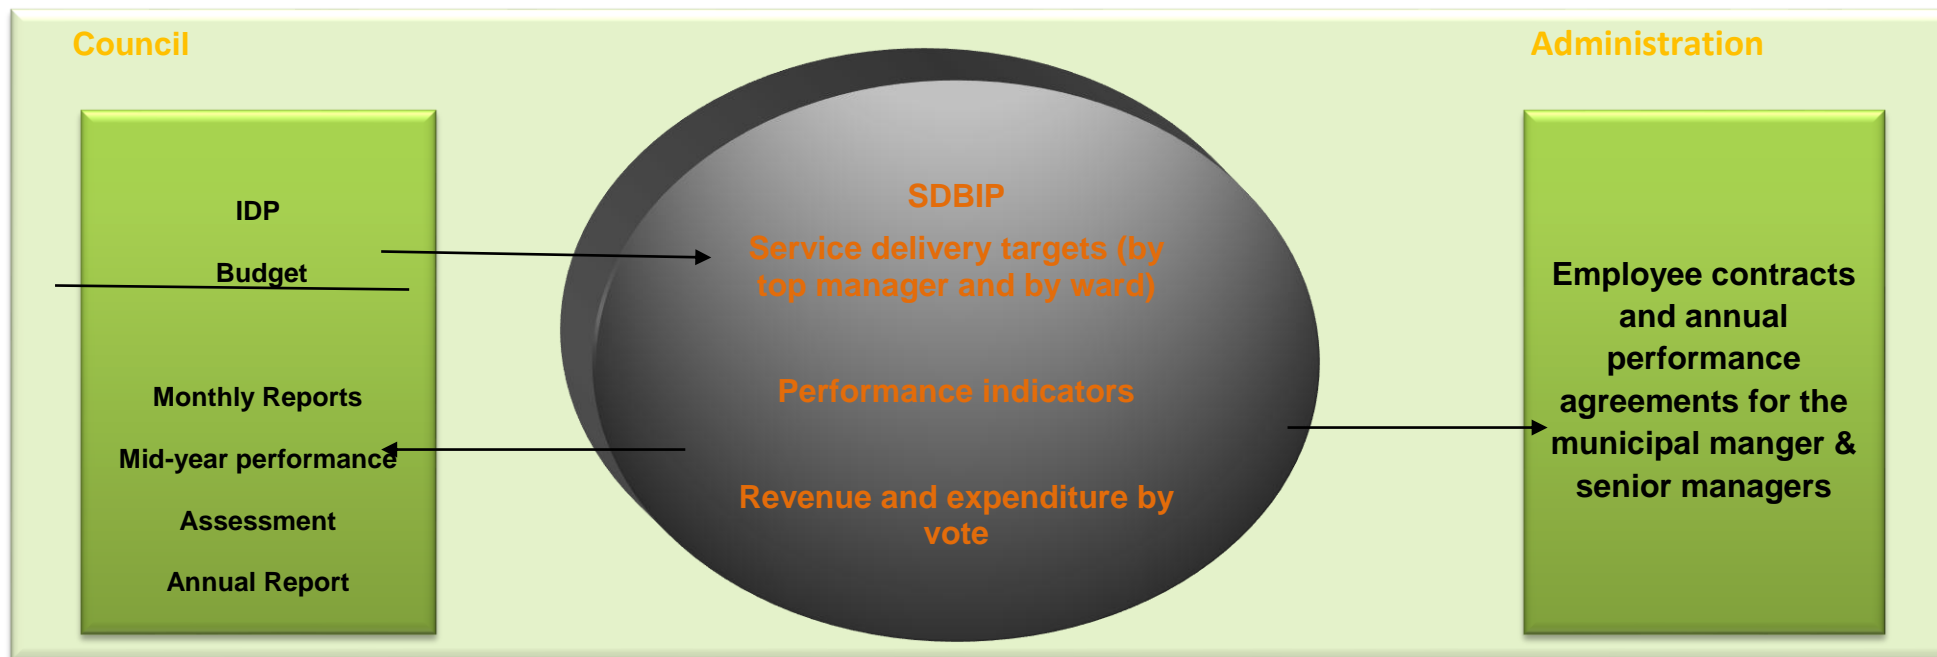 Council
Administration
IDP
Budget
Monthly Reports
Mid-year performance
Assessment
Annual Report
SDBIP
Service delivery targets (by
top manager and by ward)
Performance indicators
Revenue and expenditure by
vote
Employee contracts
and annual
performance
agreements for the
municipal manger &
senior managers